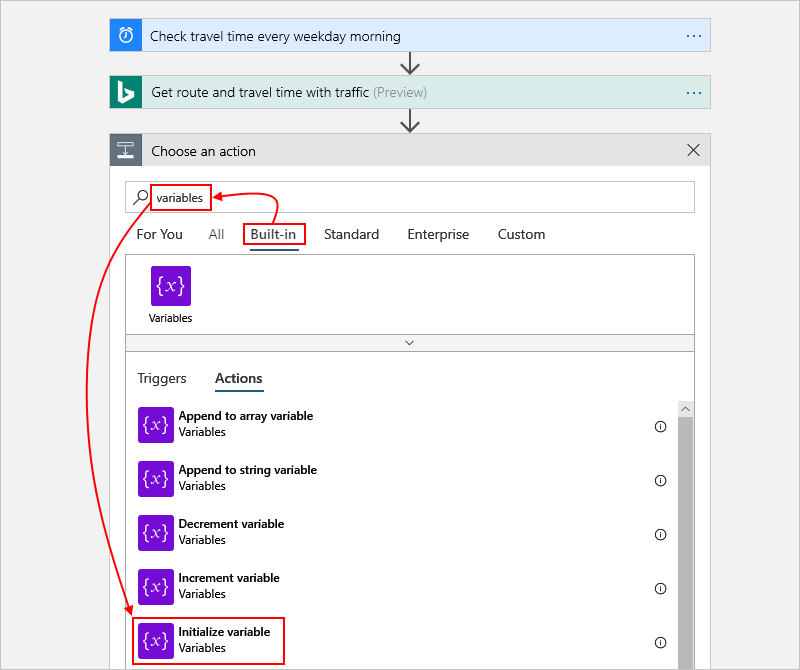 Check travel time every weekday morning
Get route and travel time with traffic (Preview)
Choose an action
variables
For You All Built-in Standard Enterprise Custom
{x}
Variables
Triggers Actions
{x} Append to array variable
Variables
{x} Append to string variable
Variables
{x} Decrement variable
Variables
{x} Increment variable
Variables
{x} Initialize variable
Variables